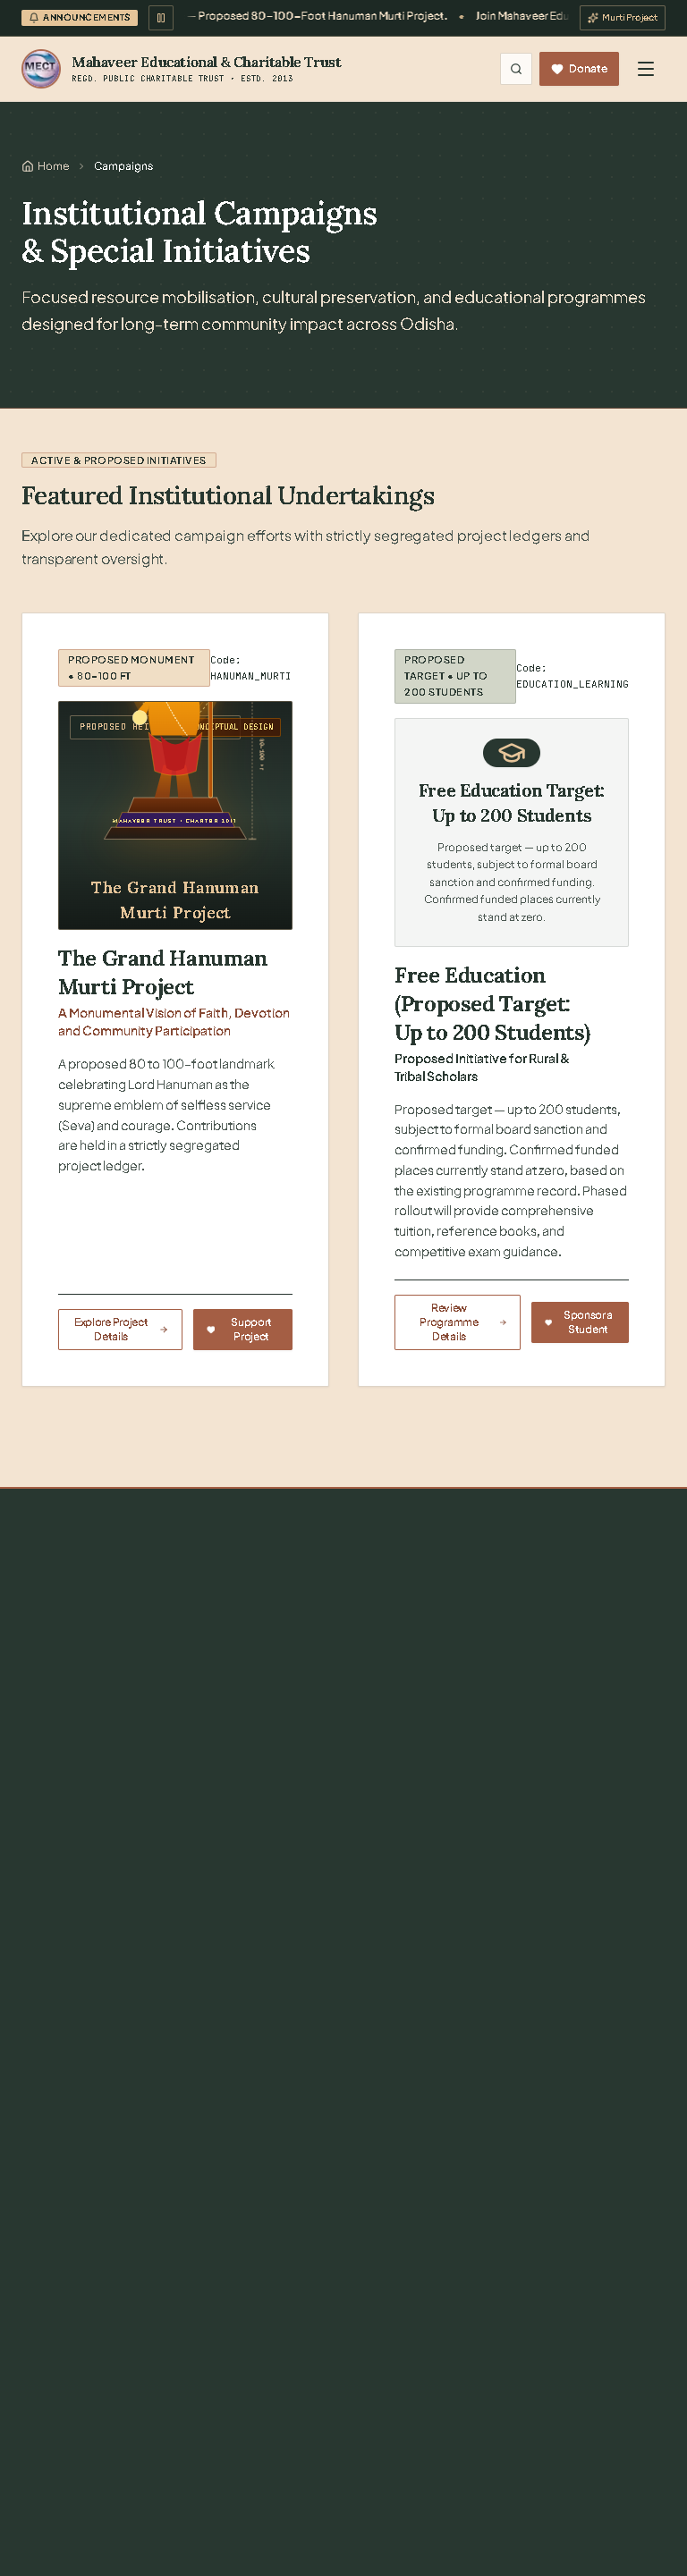 ANNOUNCEMENTS
— Proposed 80–100-Foot Hanuman Murti Project. • Join Mahaveer Edu
Murti Project
MECT
Mahaveer Educational & Charitable Trust
REGD. PUBLIC CHARITABLE TRUST • ESTD. 2013
Donate
Home > Campaigns
Institutional Campaigns
& Special Initiatives
Focused resource mobilisation, cultural preservation, and educational programmes
designed for long-term community impact across Odisha.
ACTIVE & PROPOSED INITIATIVES
Featured Institutional Undertakings
Explore our dedicated campaign efforts with strictly segregated project ledgers and
transparent oversight.
PROPOSED MONUMENT
• 80–100 FT
Code:
HANUMAN_MURTI
PROPOSED HEI
NCEPTUAL DESIGN
The Grand Hanuman
Murti Project
The Grand Hanuman
Murti Project
A Monumental Vision of Faith, Devotion
and Community Participation
A proposed 80 to 100-foot landmark
celebrating Lord Hanuman as the
supreme emblem of selfless service
(Seva) and courage. Contributions
are held in a strictly segregated
project ledger.
Explore Project
Details
Support
Project
PROPOSED
TARGET • UP TO
200 STUDENTS
Code:
EDUCATION_LEARNING
Free Education Target:
Up to 200 Students
Proposed target — up to 200
students, subject to formal board
sanction and confirmed funding.
Confirmed funded places currently
stand at zero.
Free Education
(Proposed Target:
Up to 200 Students)
Proposed Initiative for Rural &
Tribal Scholars
Proposed target — up to 200 students,
subject to formal board sanction and
confirmed funding. Confirmed funded
places currently stand at zero, based on
the existing programme record. Phased
rollout will provide comprehensive
tuition, reference books, and
competitive exam guidance.
Review
Programme
Details
Sponsor a
Student